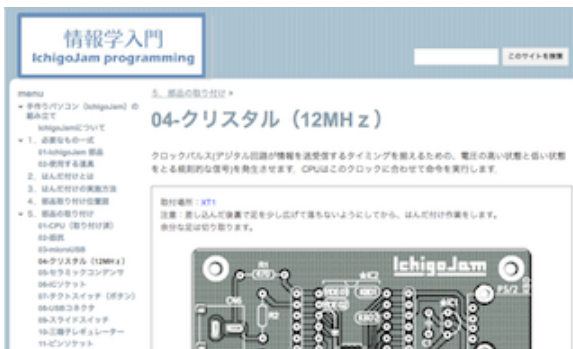 情報学入門
IchigoJam programming
このサイトを検索
menu
手作りパソコン（IchigoJam）の
組み立て
IchigoJamについて
1. 必要なもの一式
01-IchigoJam 部品
02-使用する道具
2. はんだ付けとは
3. はんだ付けの実施方法
4. 部品取り付け位置図
5. 部品の取り付け
01-CPU（取り付け済）
02-抵抗
03-microUSB
04-クリスタル（12MHｚ）
05-セラミックコンデンサ
06-ICソケット
07-タクトスイッチ（ボタン）
08-USBコネクタ
09-スライドスイッチ
10-三端子レギュレーター
11-ピンソケット
5. 部品の取り付け >
04-クリスタル（12MHｚ）
クロックパルス(デジタル回路が情報を送受信するタイミングを揃えるための、電圧の高い状態と低い状態
をとる規則的な信号)を発生させます。CPUはこのクロックに合わせて命令を実行します。
取付場所：XT1
注意：差し込んだ後裏で足を少し広げて落ちないようにしてから、はんだ付け作業をします。
余分な足は切り取ります。
IchigoJam
R1
470
CN5
R2
VIDEO1
VIDEO2
KBD1
KBD2
IC2
IC1
PS/2